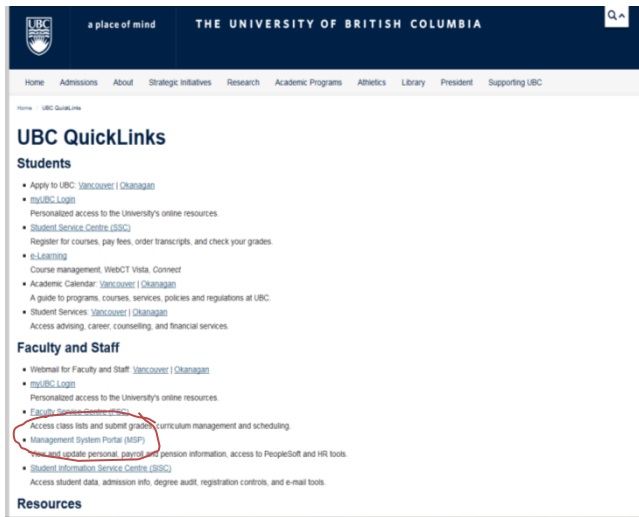 UBC
a place of mind
THE UNIVERSITY OF BRITISH COLUMBIA
Home Admissions About Strategic Initiatives Research Academic Programs Athletics Library President Supporting UBC
Home / UBC QuickLinks
UBC QuickLinks
Students
Apply to UBC: Vancouver | Okanagan
myUBC Login
Personalized access to the University's online resources.
Student Service Centre (SSC)
Register for courses, pay fees, order transcripts, and check your grades.
e-Learning
Course management, WebCT Vista, Connect
Academic Calendar: Vancouver | Okanagan
A guide to programs, courses, services, policies and regulations at UBC.
Student Services: Vancouver | Okanagan
Access advising, career, counselling, and financial services.
Faculty and Staff
Webmail for Faculty and Staff: Vancouver | Okanagan
myUBC Login
Personalized access to the University's online resources.
Faculty Service Centre (FSC)
Access class lists and submit grades, curriculum management and scheduling.
Management System Portal (MSP)
View and update personal, payroll and pension information, access to PeopleSoft and HR tools.
Student Information Service Centre (SISC)
Access student data, admission info, degree audit, registration controls, and e-mail tools.
Resources